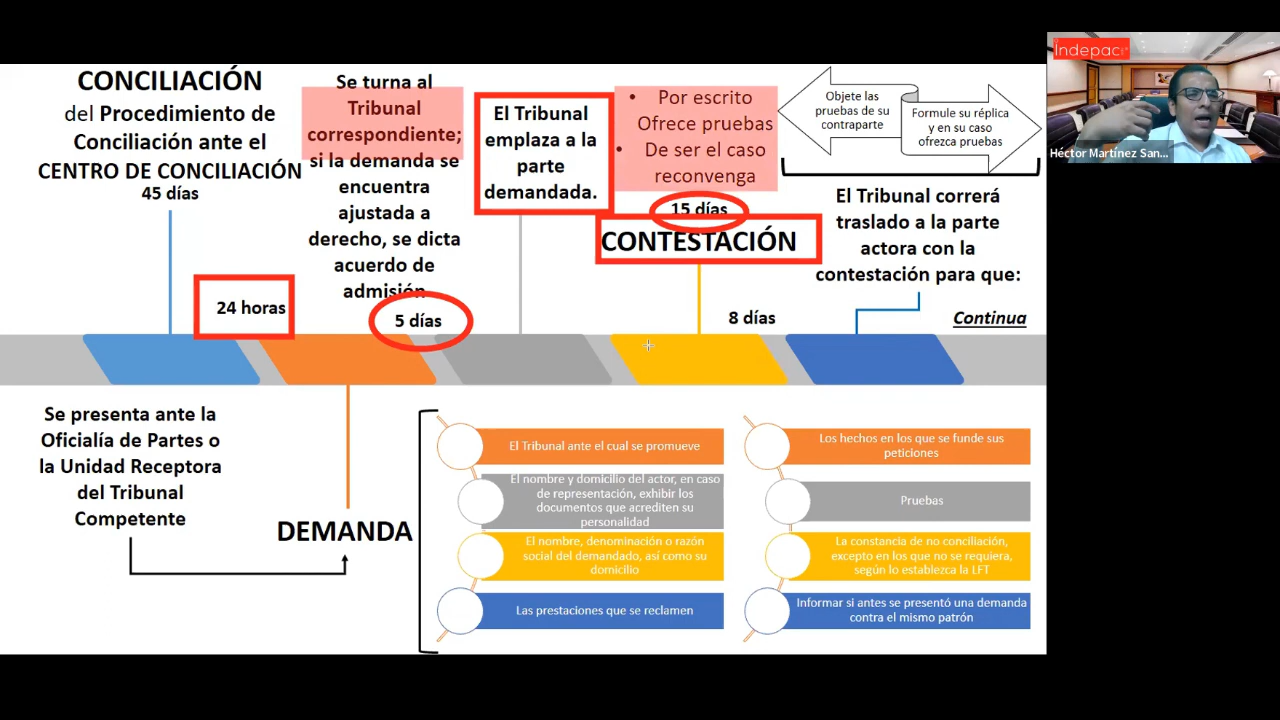 CONCILIACIÓN
del Procedimiento de
Conciliación ante el
CENTRO DE CONCILIACIÓN
45 días
24 horas
Se turna al
Tribunal
correspondiente;
si la demanda se
encuentra
ajustada a
derecho, se dicta
acuerdo de
admisión
5 días
El Tribunal
emplaza a la
parte
demandada.
• Por escrito
Ofrece pruebas
• De ser el caso
reconvenga
15 días
CONTESTACIÓN
8 días
Objete las
pruebas de su
contraparte
Formule su réplica
y en su caso
ofrezca pruebas
El Tribunal correrá
traslado a la parte
actora con la
contestación para que:
Continua
Se presenta ante la
Oficialía de Partes o
la Unidad Receptora
del Tribunal
Competente
DEMANDA
El Tribunal ante el cual se promueve
El nombre y domicilio del actor, en caso
de representación, exhibir los
documentos que acrediten su
personalidad
El nombre, denominación o razón
social del demandado, así como su
domicilio
Las prestaciones que se reclamen
Los hechos en los que se funde sus
peticiones
Pruebas
La constancia de no conciliación,
excepto en los que no se requiera,
según lo establezca la LFT
Informar si antes se presentó una demanda
contra el mismo patrón
Indepac
Héctor Martínez San...